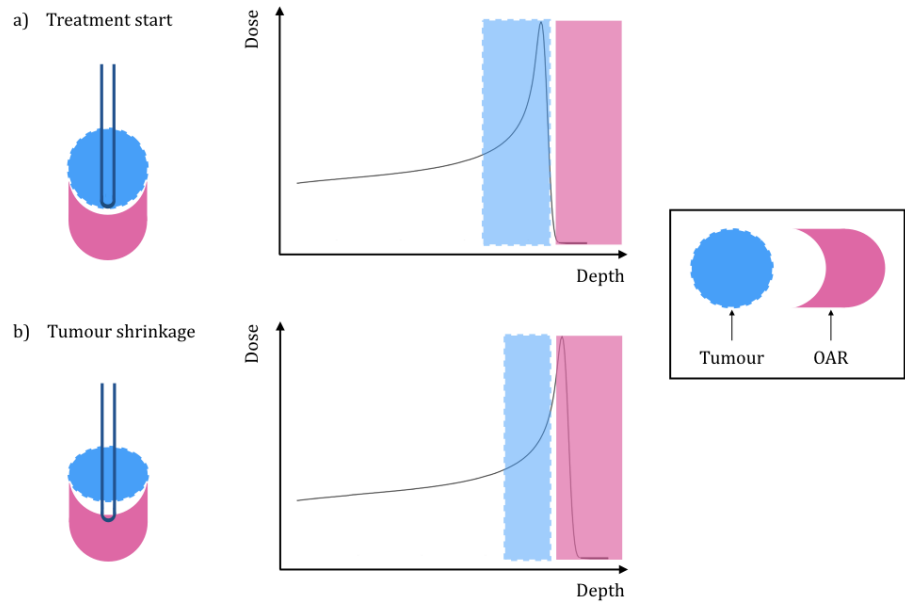 a) Treatment start
Dose
Depth
Tumour
OAR
b) Tumour shrinkage
Dose
Depth